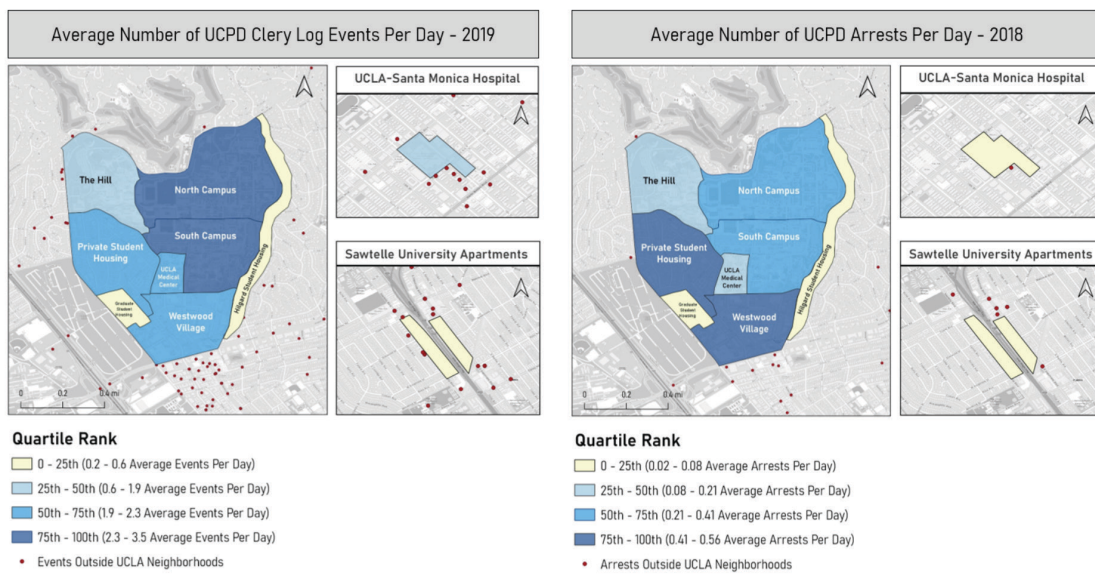 Average Number of UCPD Clery Log Events Per Day - 2019
The Hill
North Campus
South Campus
Private Student
Housing
UCLA
Medical
Center
Graduate
Student
Housing
Westwood
Village
Hilgard Student Housing
0 0.2 0.4 mi
UCLA-Santa Monica Hospital
Sawtelle University Apartments
Quartile Rank
0 - 25th (0.2 - 0.6 Average Events Per Day)
25th - 50th (0.6 - 1.9 Average Events Per Day)
50th - 75th (1.9 - 2.3 Average Events Per Day)
75th - 100th (2.3 - 3.5 Average Events Per Day)
Events Outside UCLA Neighborhoods
Average Number of UCPD Arrests Per Day - 2018
The Hill
North Campus
South Campus
Private Student
Housing
UCLA
Medical
Center
Graduate
Student
Housing
Westwood
Village
Hilgard Student Housing
0 0.2 0.4 mi
UCLA-Santa Monica Hospital
Sawtelle University Apartments
Quartile Rank
0 - 25th (0.02 - 0.08 Average Arrests Per Day)
25th - 50th (0.08 - 0.21 Average Arrests Per Day)
50th - 75th (0.21 - 0.41 Average Arrests Per Day)
75th - 100th (0.41 - 0.56 Average Arrests Per Day)
Arrests Outside UCLA Neighborhoods